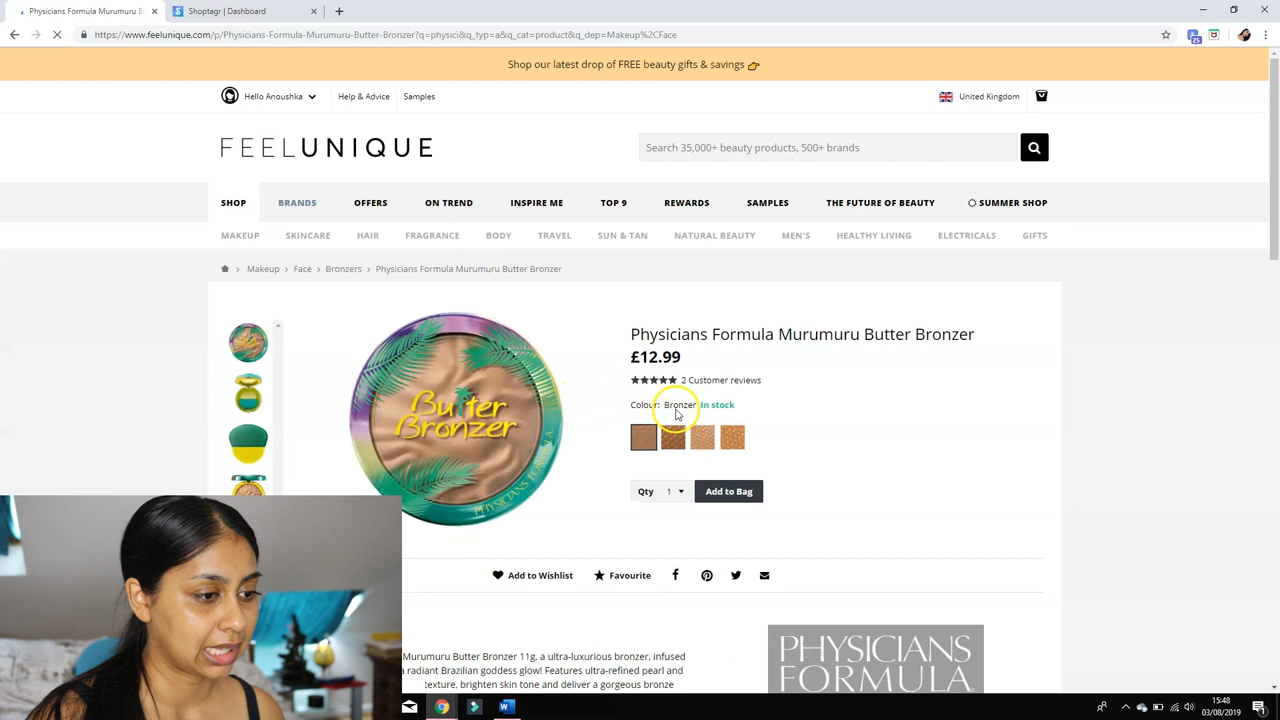 Physicians Formula Murumuru B
Shoptagr | Dashboard
https://www.feelunique.com/p/Physicians-Formula-Murumuru-Butter-Bronzer?q=physici&q_typ=a&q_cat=product&q_dep=Makeup%2CFace
25
Shop our latest drop of FREE beauty gifts & savings
Hello Anoushka
Help & Advice
Samples
United Kingdom
FEELUNIQUE
Search 35,000+ beauty products, 500+ brands
SHOP
BRANDS
OFFERS
ON TREND
INSPIRE ME
TOP 9
REWARDS
SAMPLES
THE FUTURE OF BEAUTY
SUMMER SHOP
MAKEUP
SKINCARE
HAIR
FRAGRANCE
BODY
TRAVEL
SUN & TAN
NATURAL BEAUTY
MEN'S
HEALTHY LIVING
ELECTRICALS
GIFTS
Makeup > Face > Bronzers > Physicians Formula Murumuru Butter Bronzer
Butter
Bronzer
PHYSICIANS FORMULA
Physicians Formula Murumuru Butter Bronzer
£12.99
2 Customer reviews
Colour: Bronzer In stock
Qty 1
Add to Bag
Add to Wishlist
Favourite
Murumuru Butter Bronzer 11g, a ultra-luxurious bronzer, infused
a radiant Brazilian goddess glow! Features ultra-refined pearl and
texture, brighten skin tone and deliver a gorgeous bronze
PHYSICIANS
FORMULA
15:48
03/08/2019